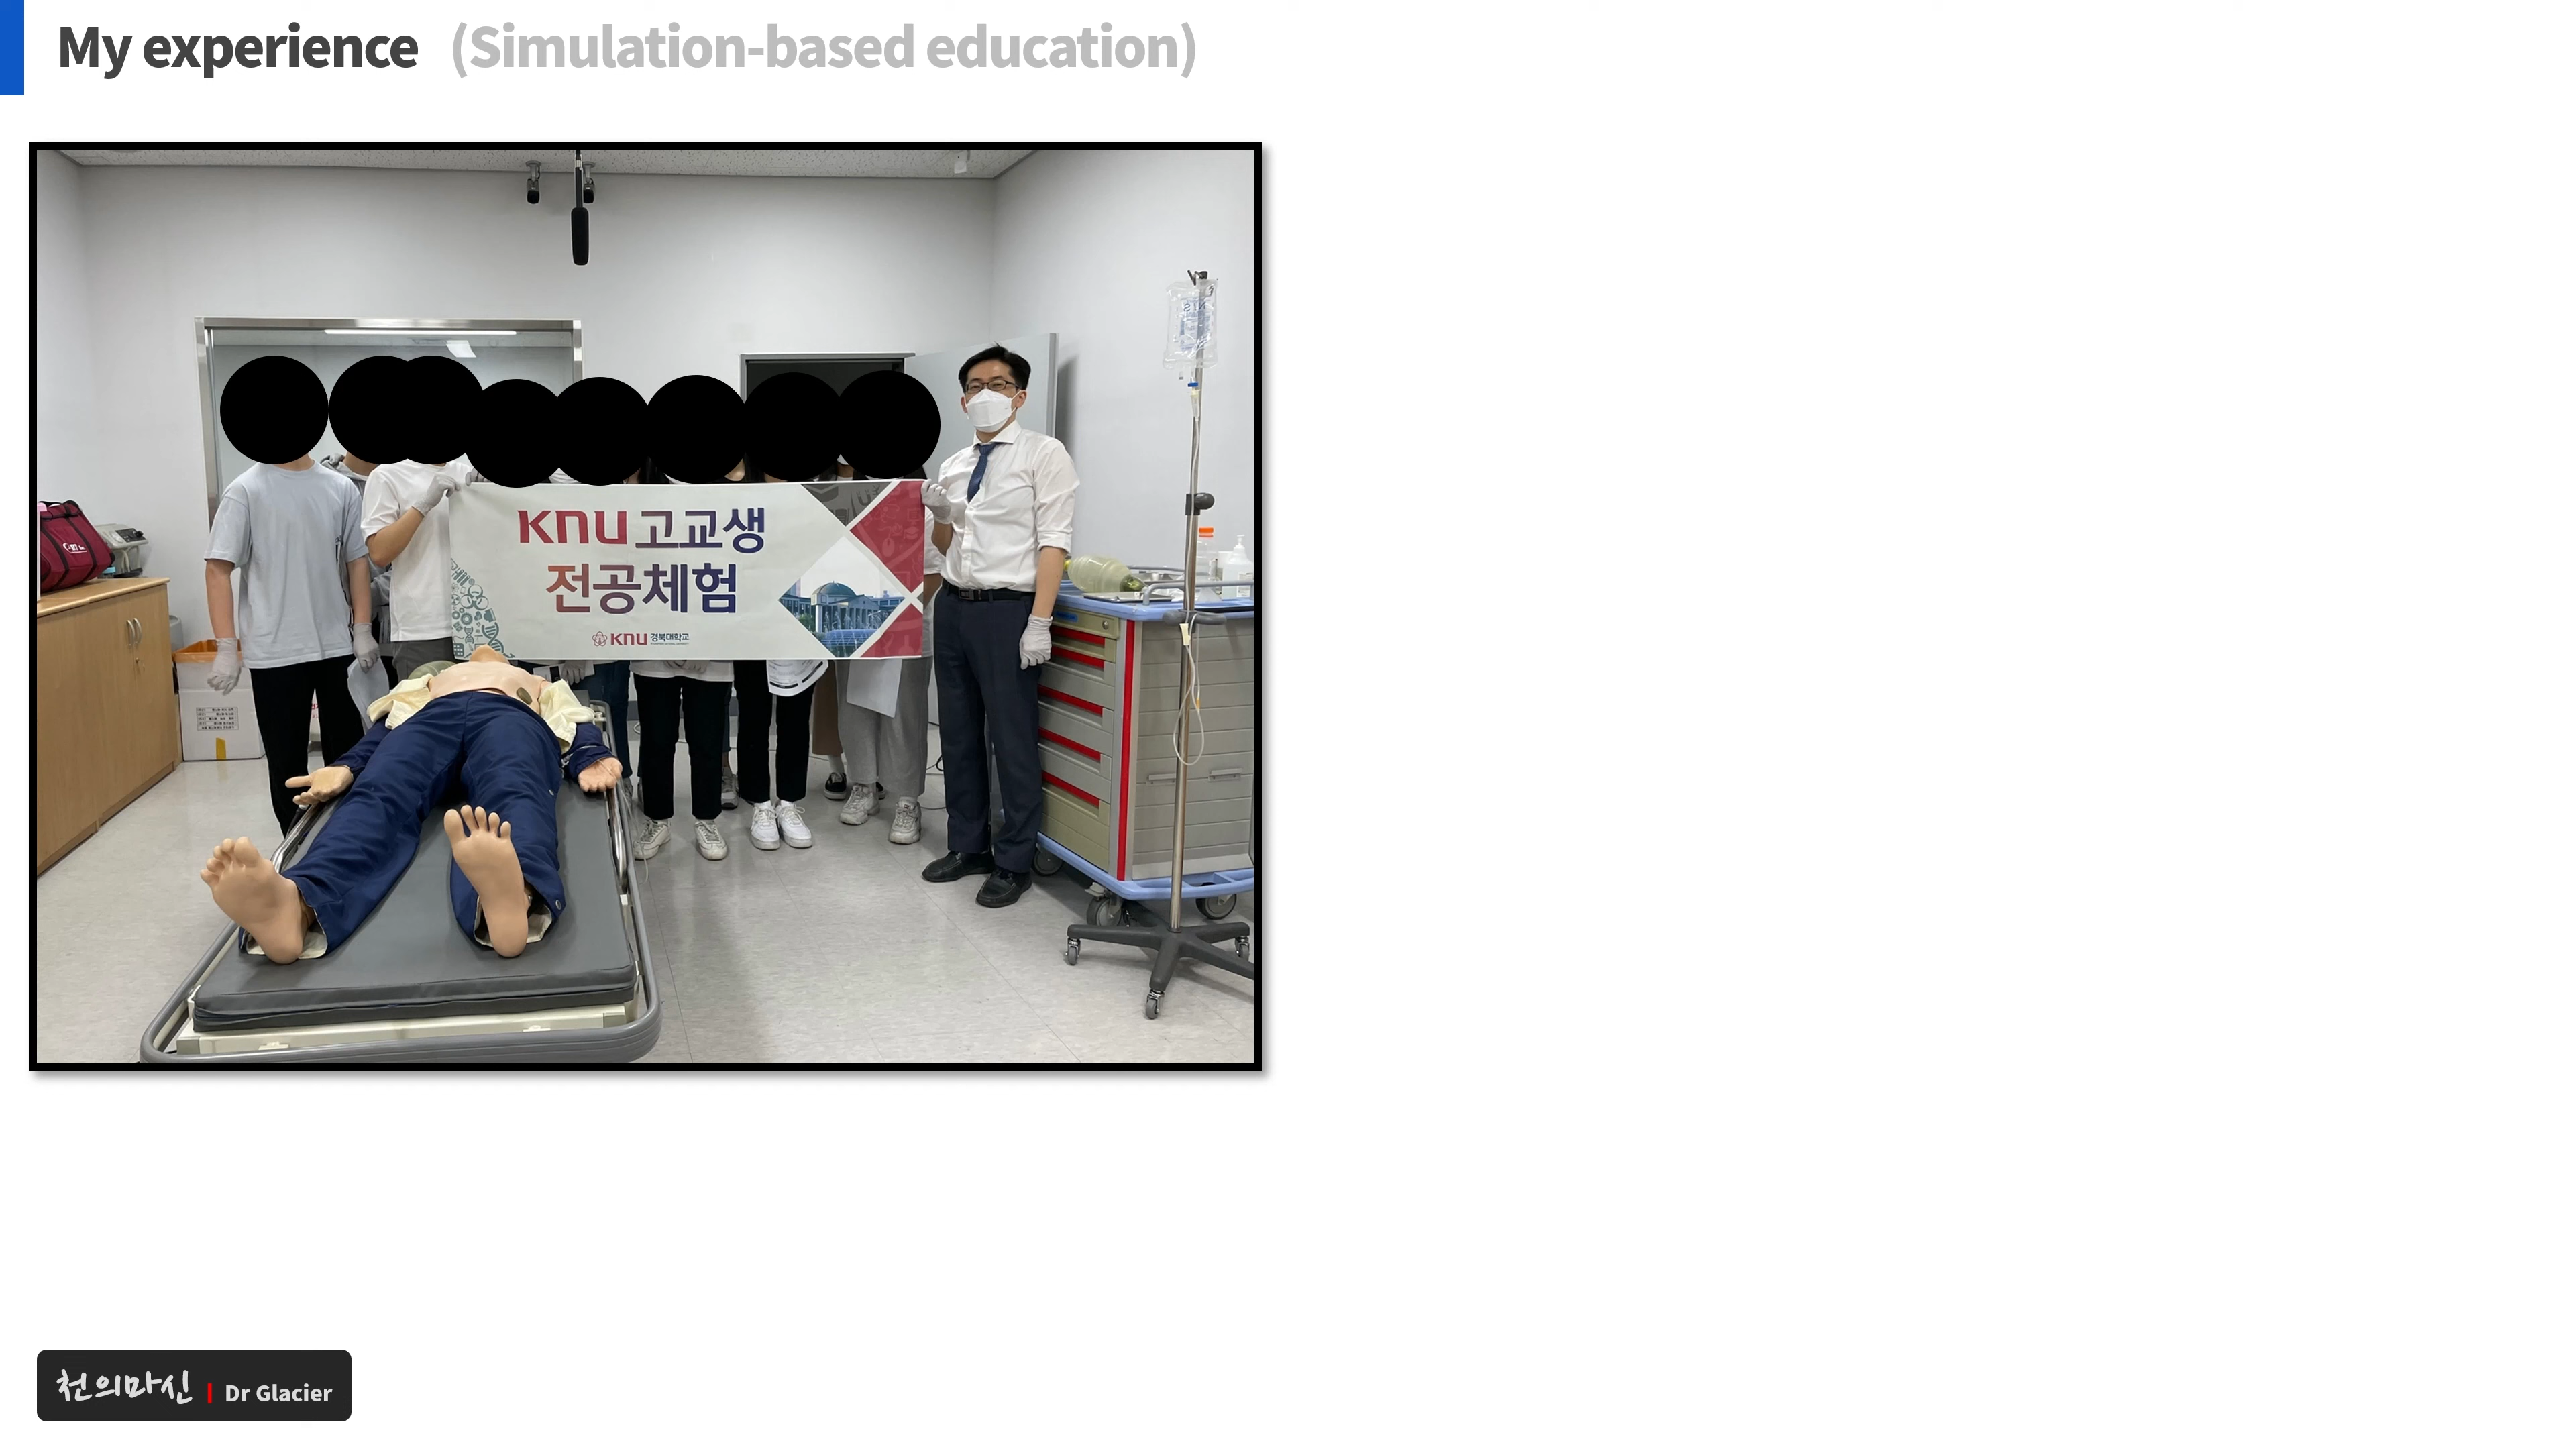 My experience (Simulation-based education)
KNU 고교생
전공체험
KNU 경북대학교
천의마신 | Dr Glacier